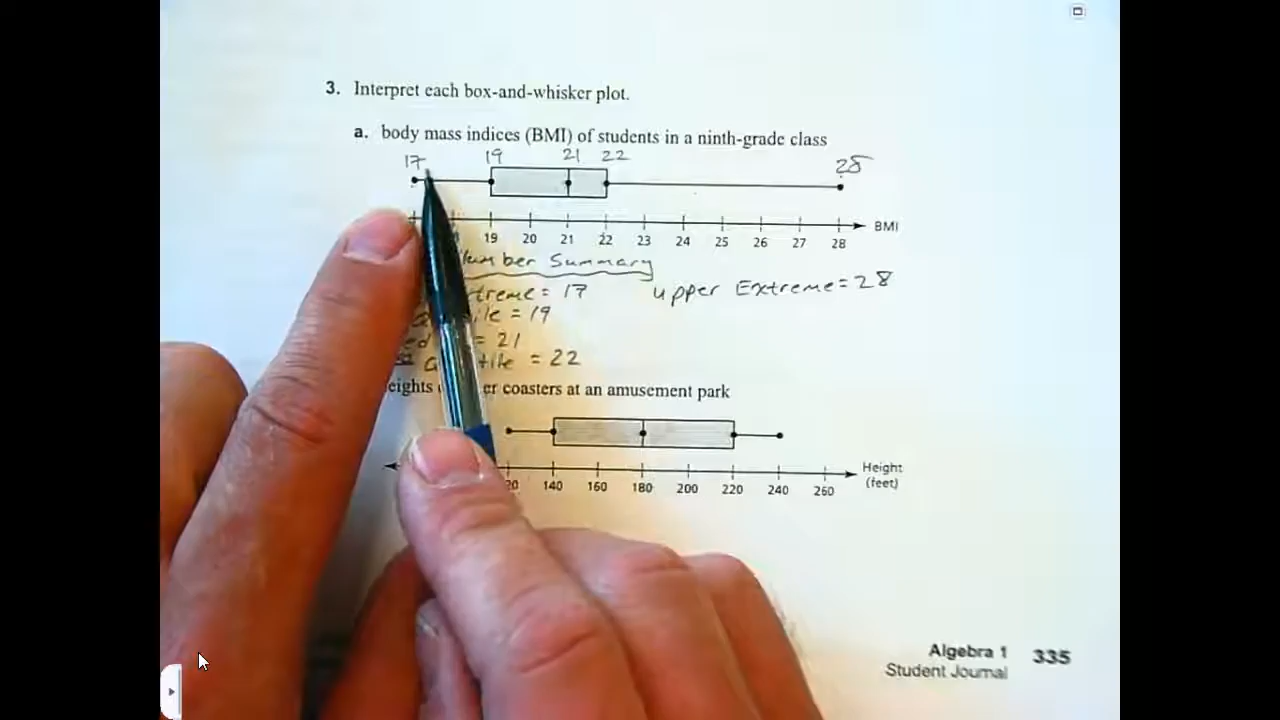 3. Interpret each box-and-whisker plot.
a. body mass indices (BMI) of students in a ninth-grade class
17 19 21 22 28
BMI
19 20 21 22 23 24 25 26 27 28
Summary
= 17 upper Extreme = 28
= 19
= 21
= 22
coasters at an amusement park
140 160 180 200 220 240 260
Height
(feet)
Algebra 1 335
Student Journal